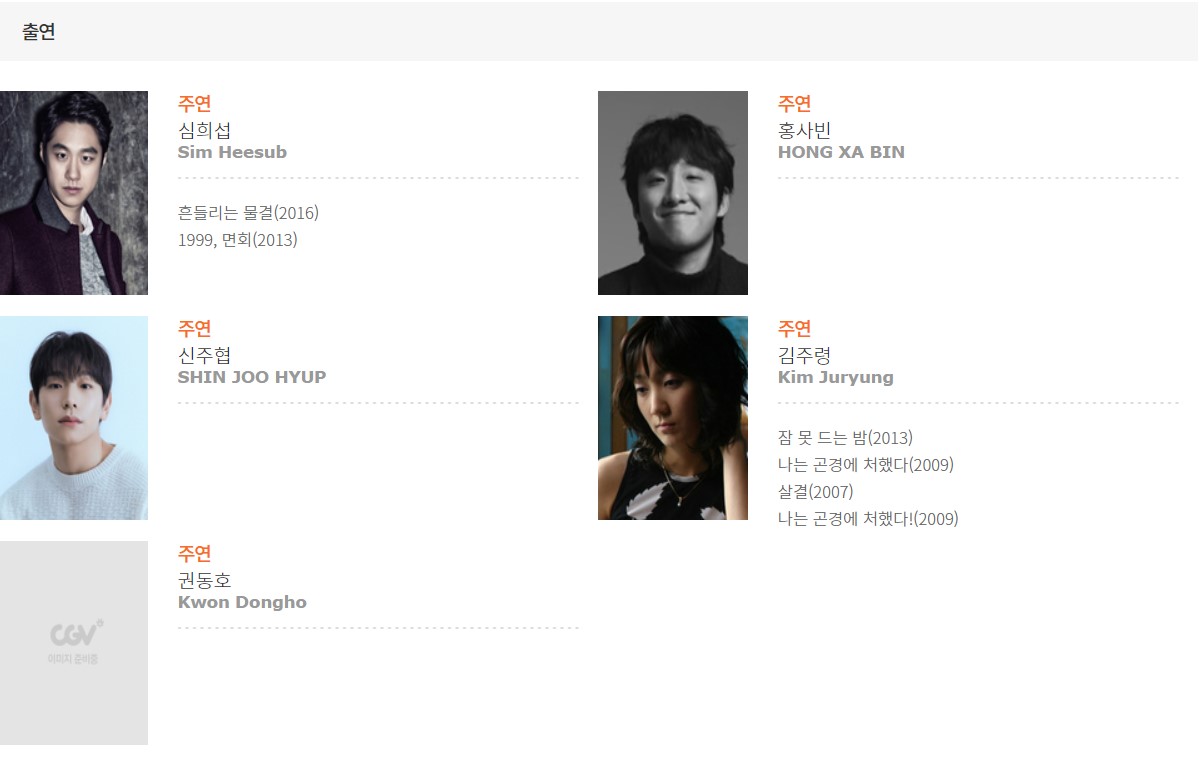 출연
주연
심희섭
Sim Heesub
흔들리는 물결(2016)
1999, 면회(2013)
주연
홍사빈
HONG XA BIN
주연
신주협
SHIN JOO HYUP
주연
김주령
Kim Juryung
잠 못 드는 밤(2013)
나는 곤경에 처했다(2009)
살결(2007)
나는 곤경에 처했다!(2009)
주연
권동호
Kwon Dongho
CGV
이미지 준비중